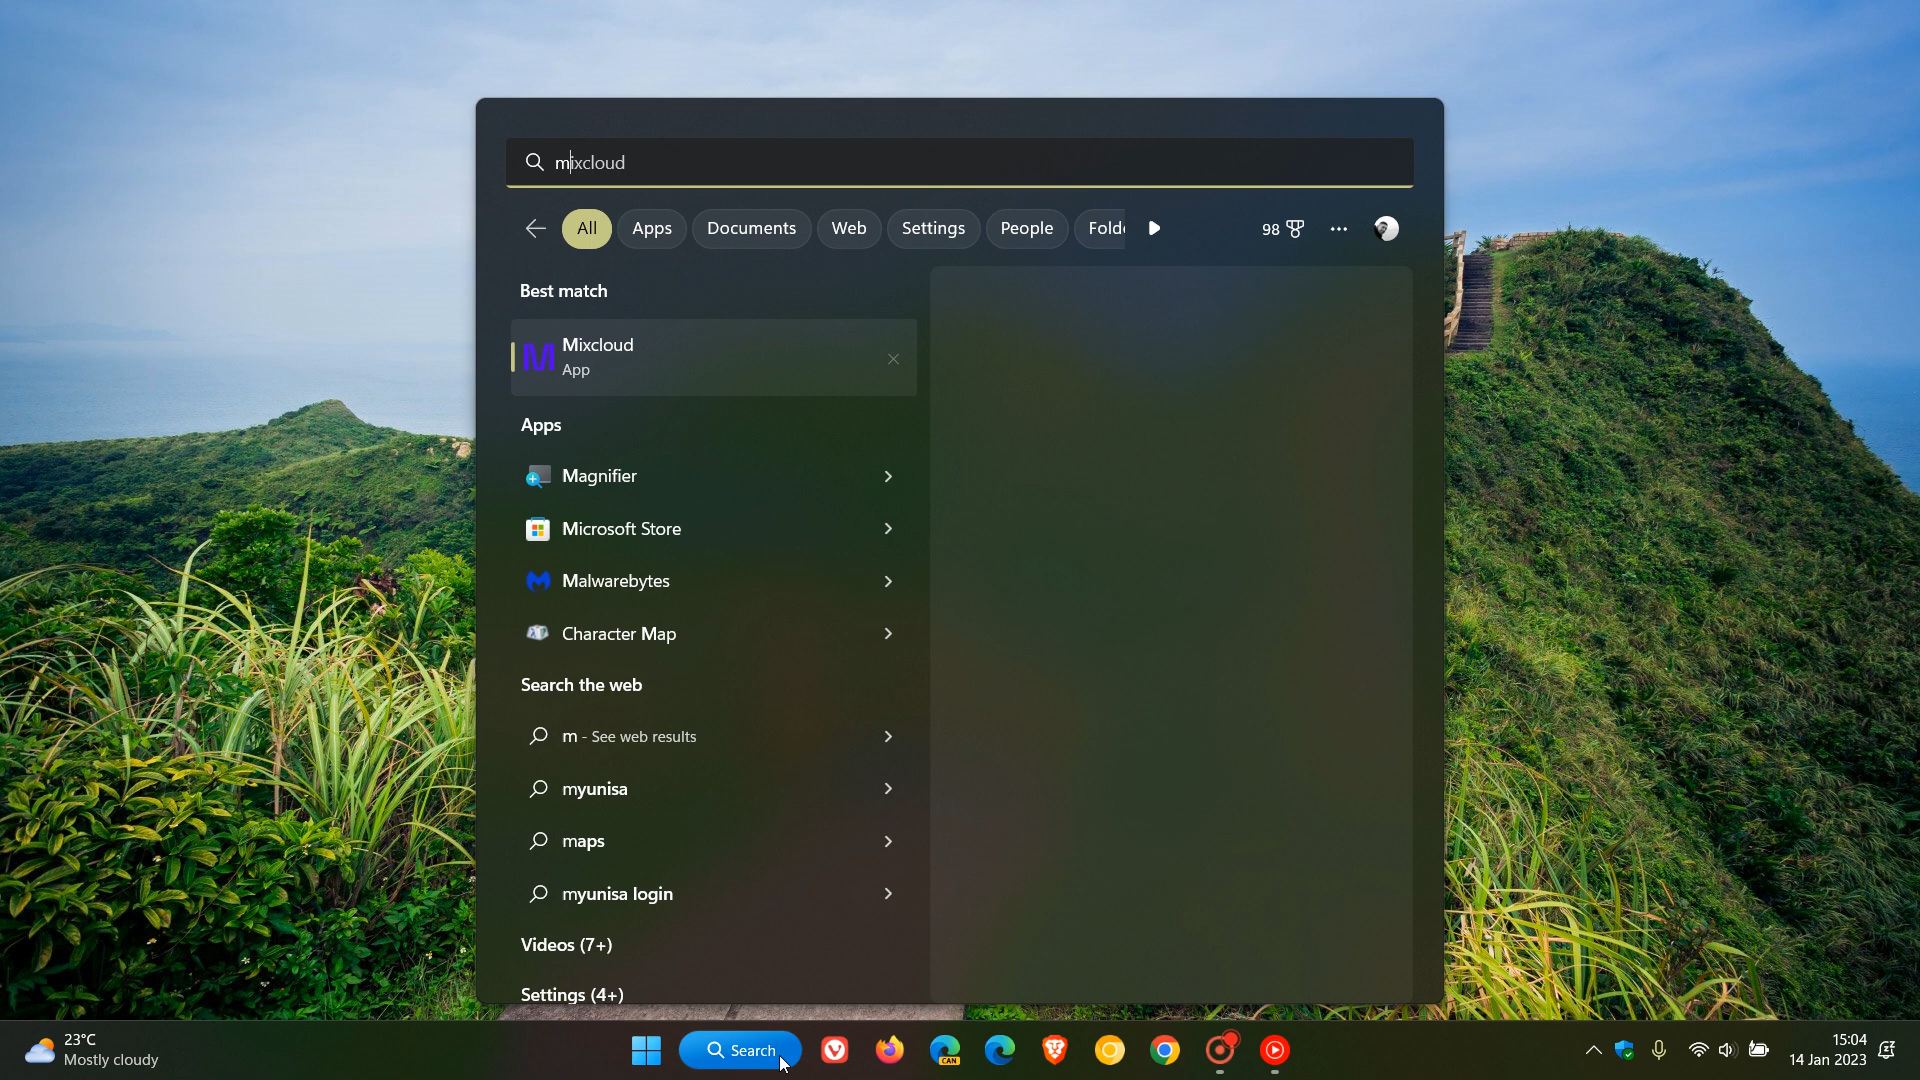 mixcloud
All Apps Documents Web Settings People Folde 98
Best match
Mixcloud
App
Apps
Magnifier
Microsoft Store
Malwarebytes
Character Map
Search the web
m - See web results
myunisa
maps
myunisa login
Videos (7+)
Settings (4+)
23°C
Mostly cloudy
Search
CAN
15:04
14 Jan 2023